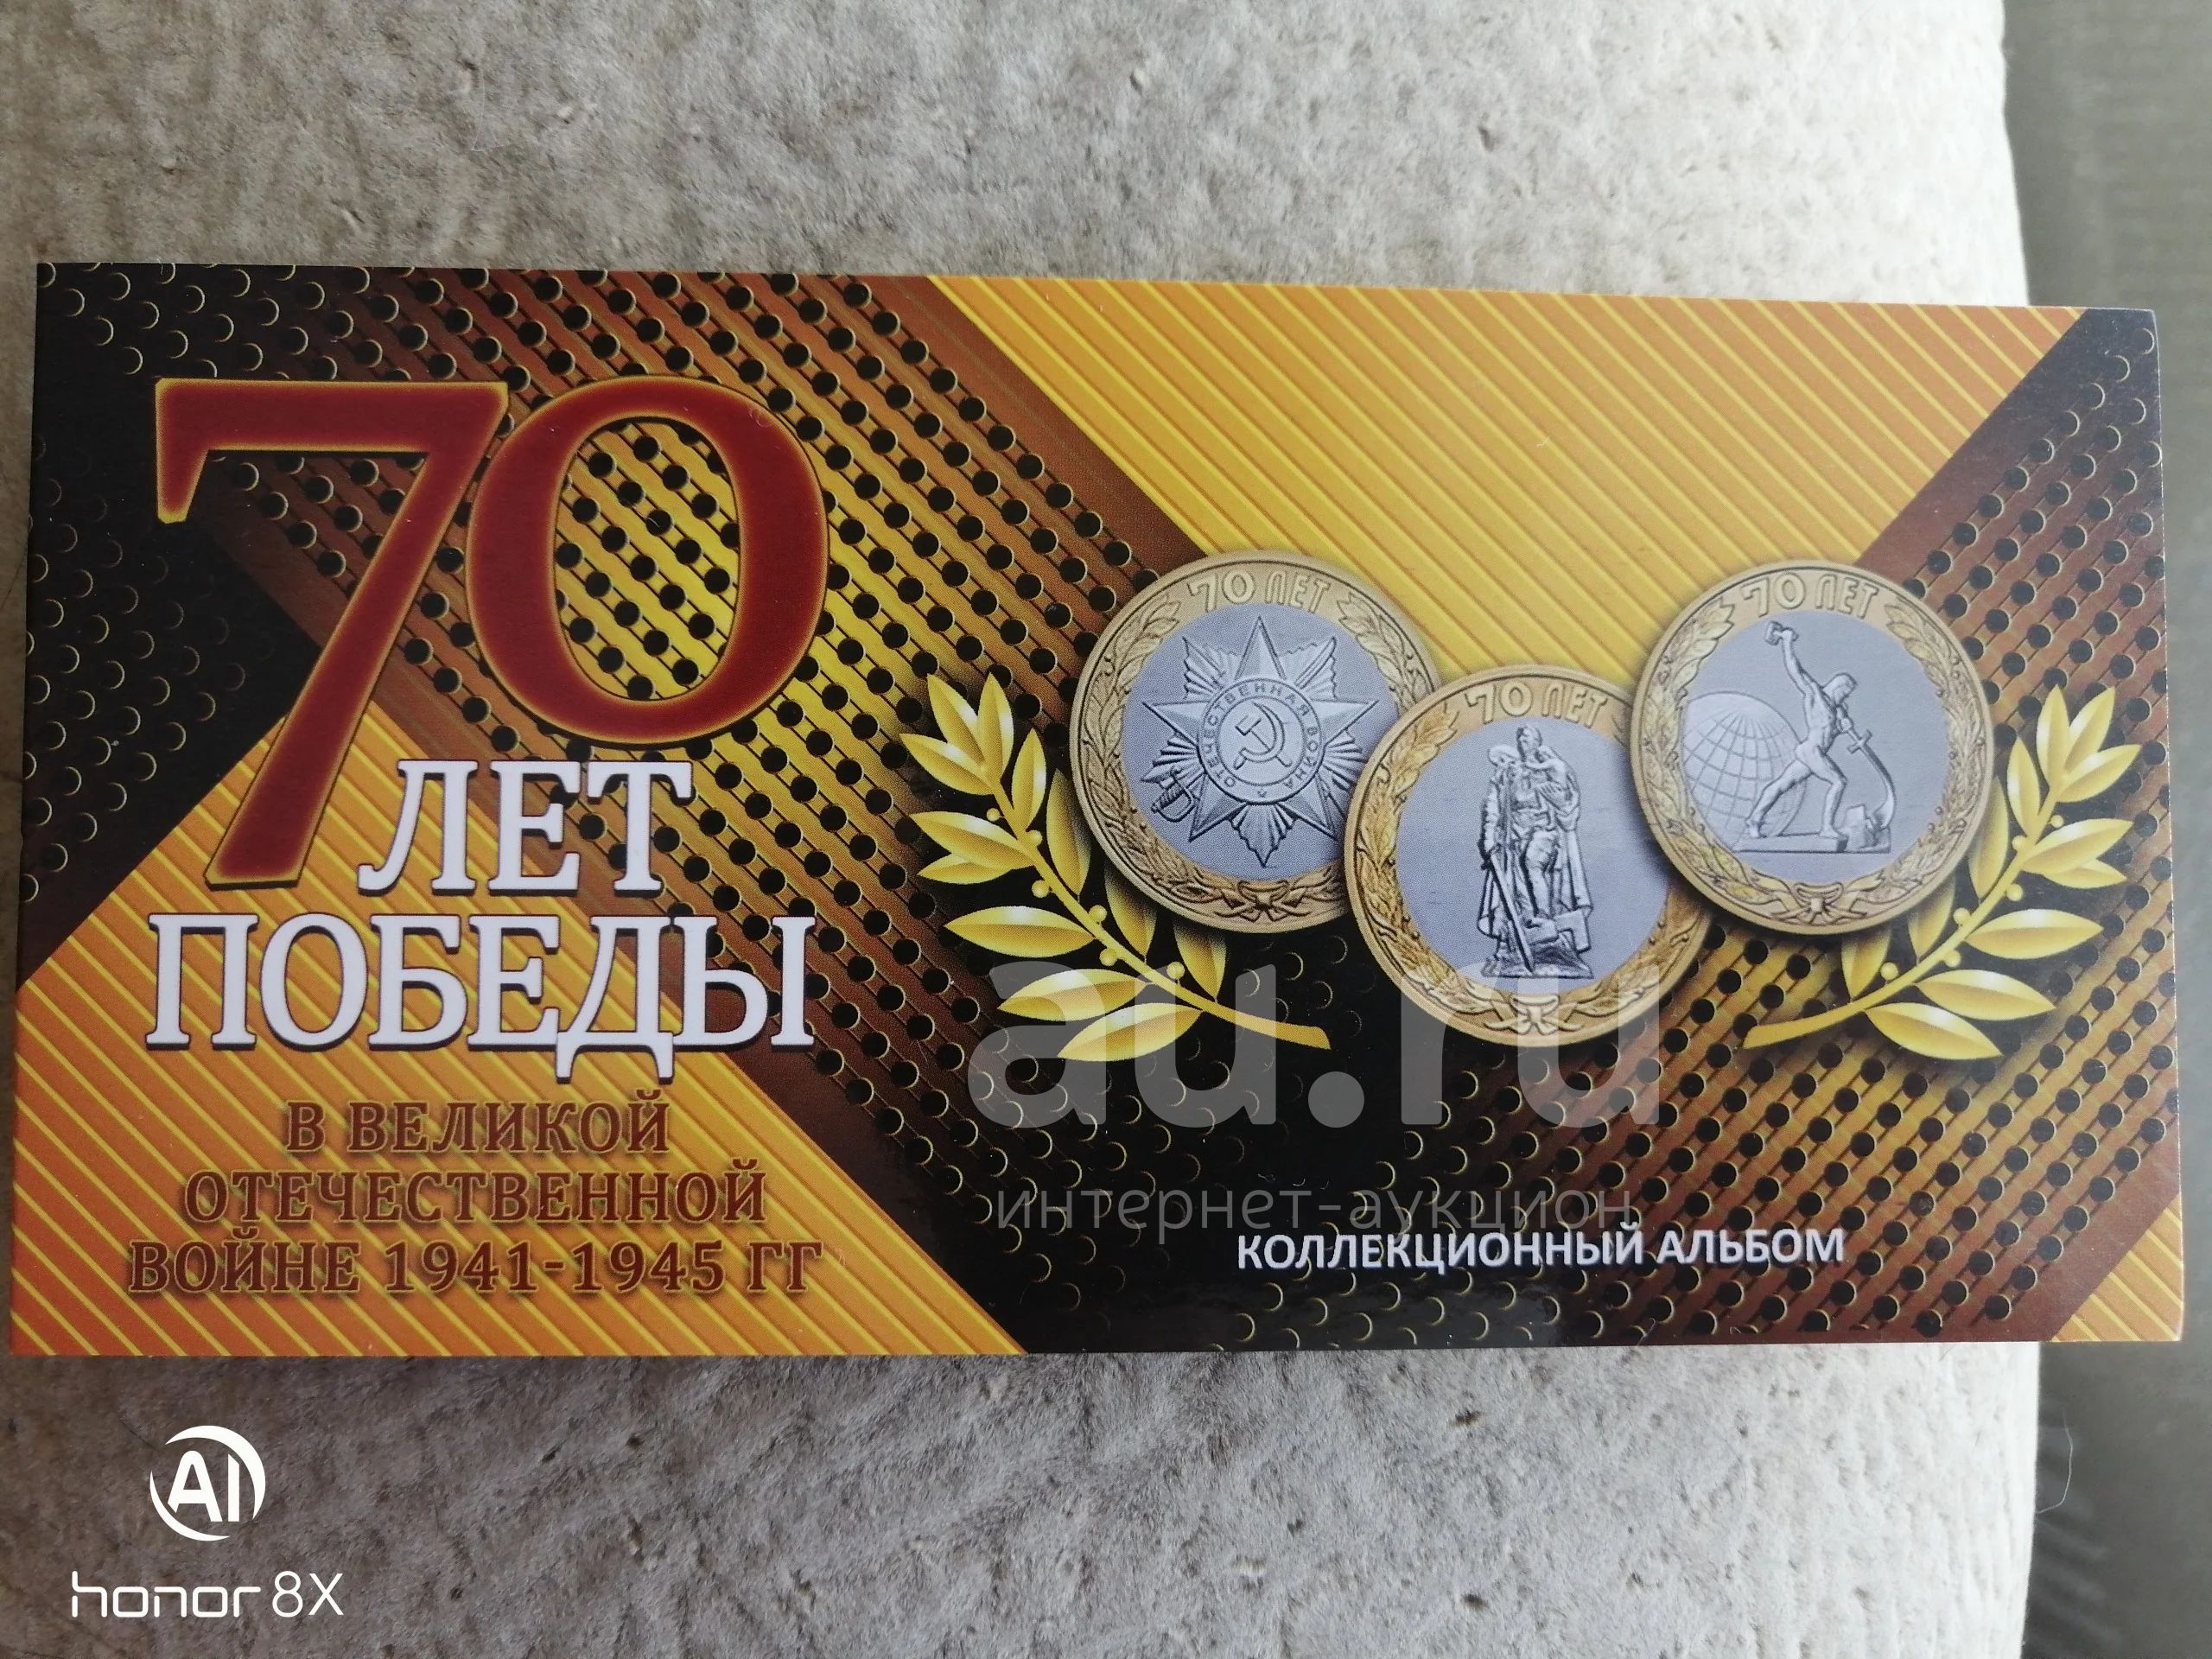 70
ЛЕТ
ПОБЕДЫ
В ВЕЛИКОЙ
ОТЕЧЕСТВЕННОЙ
ВОЙНЕ 1941-1945 ГГ
70 ЛЕТ
ОТЕЧЕСТВЕННАЯ ВОЙНА
70 ЛЕТ
70 ЛЕТ
au.ru
интернет-аукцион
КОЛЛЕКЦИОННЫЙ АЛЬБОМ
AI
honor 8X